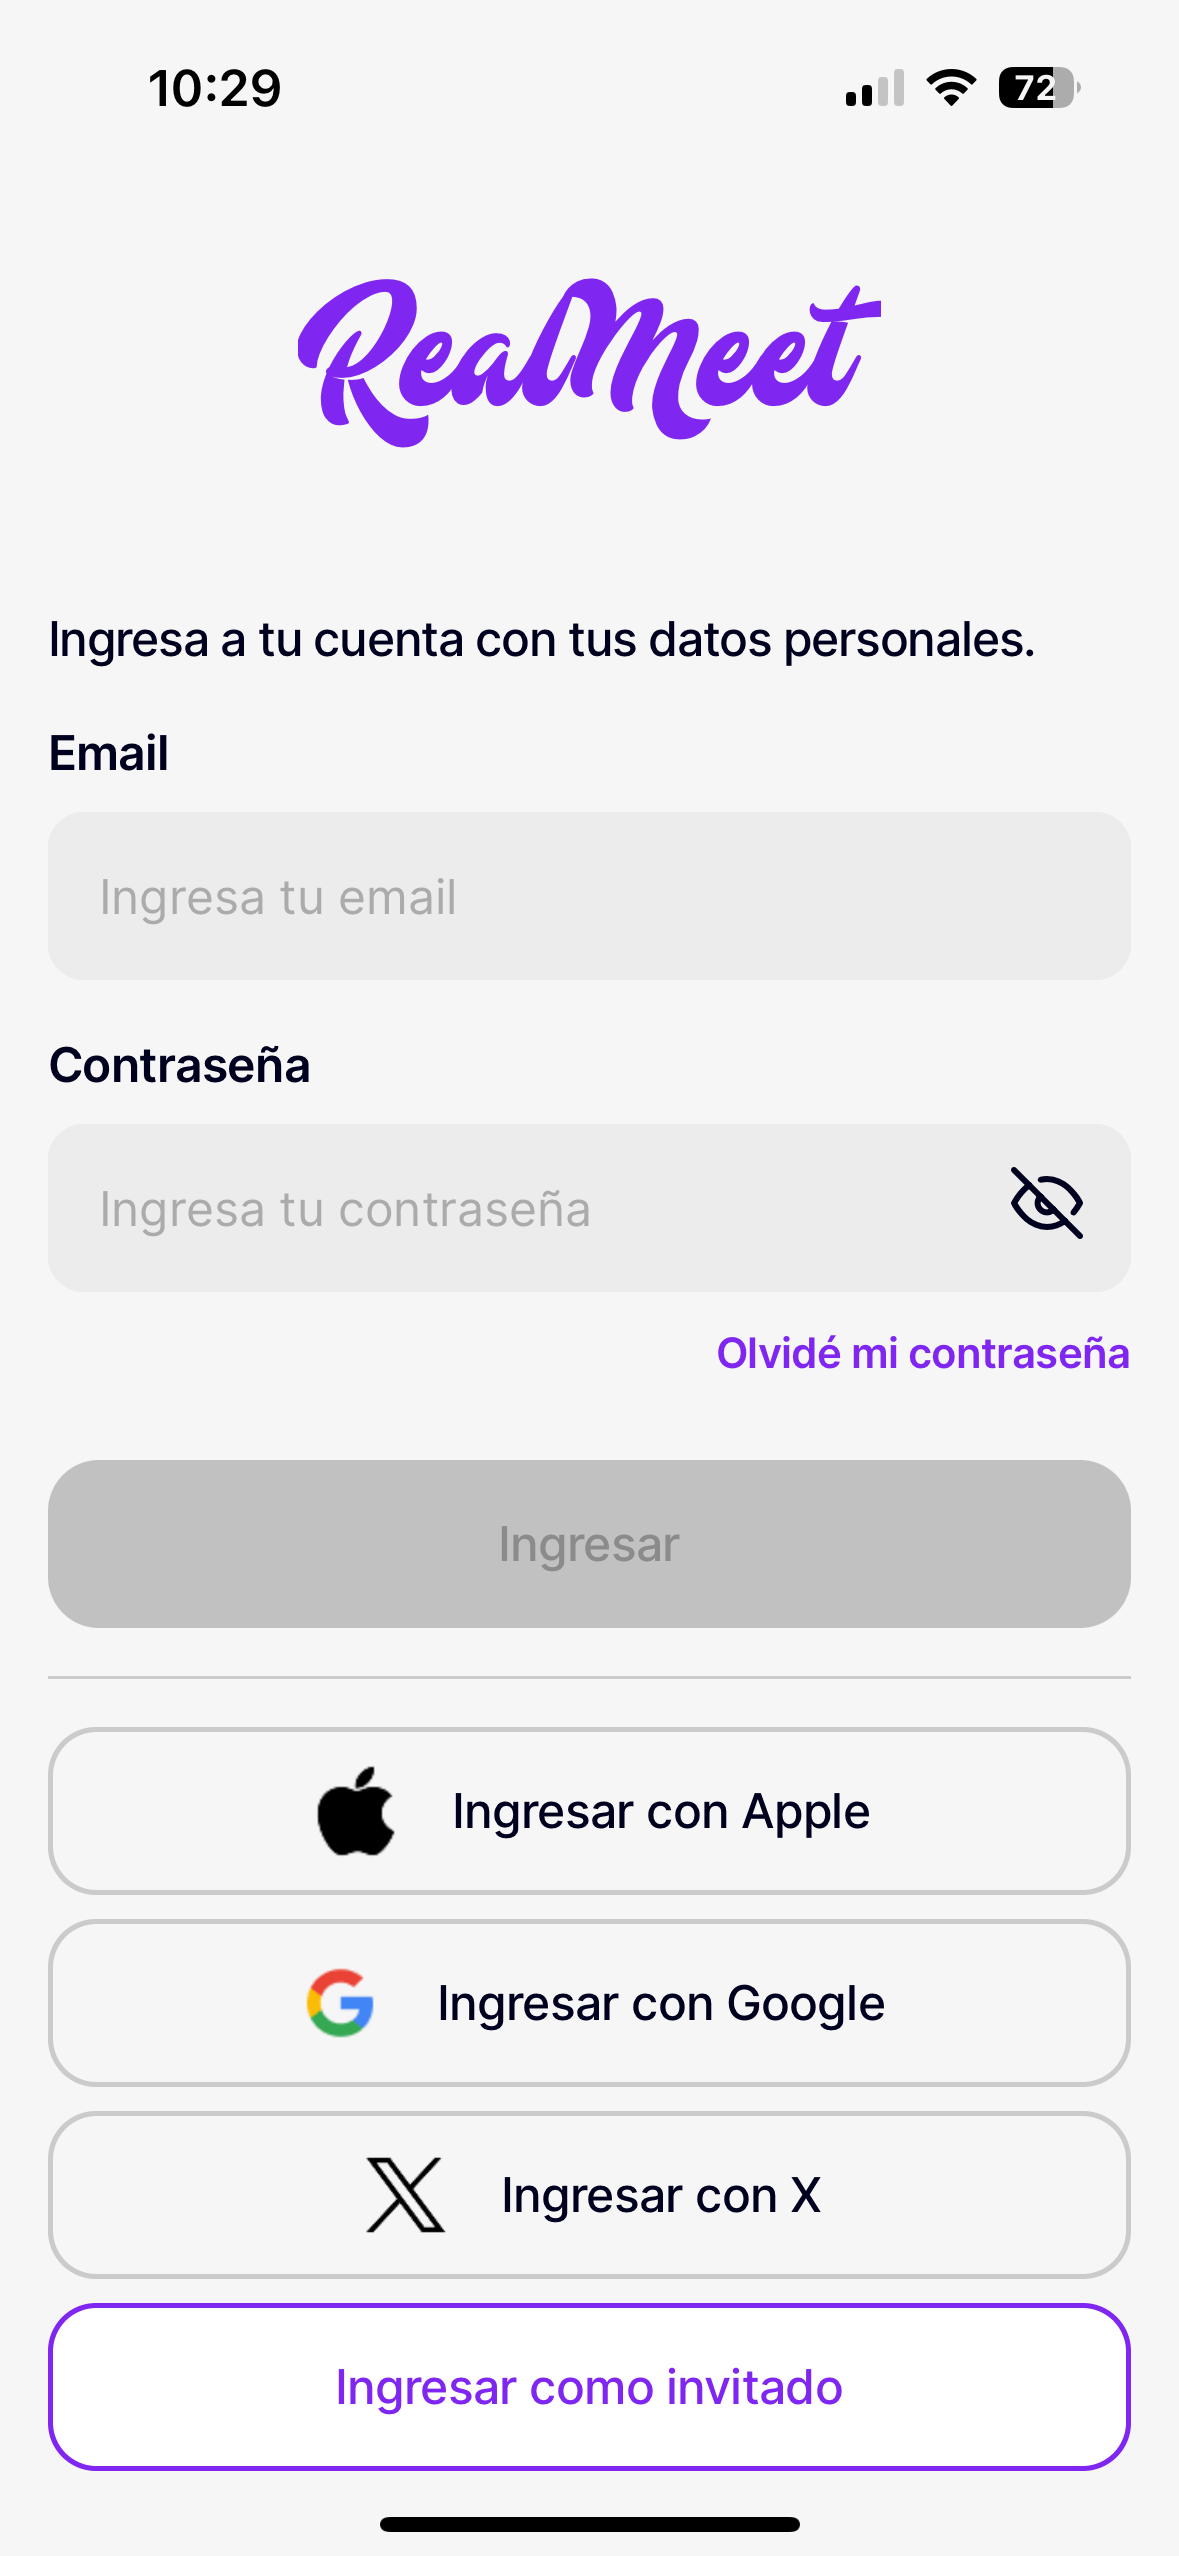 10:29
72
RealMeet
Ingresa a tu cuenta con tus datos personales.
Email
Ingresa tu email
Contraseña
Ingresa tu contraseña
Olvidé mi contraseña
Ingresar
Ingresar con Apple
Ingresar con Google
Ingresar con X
Ingresar como invitado